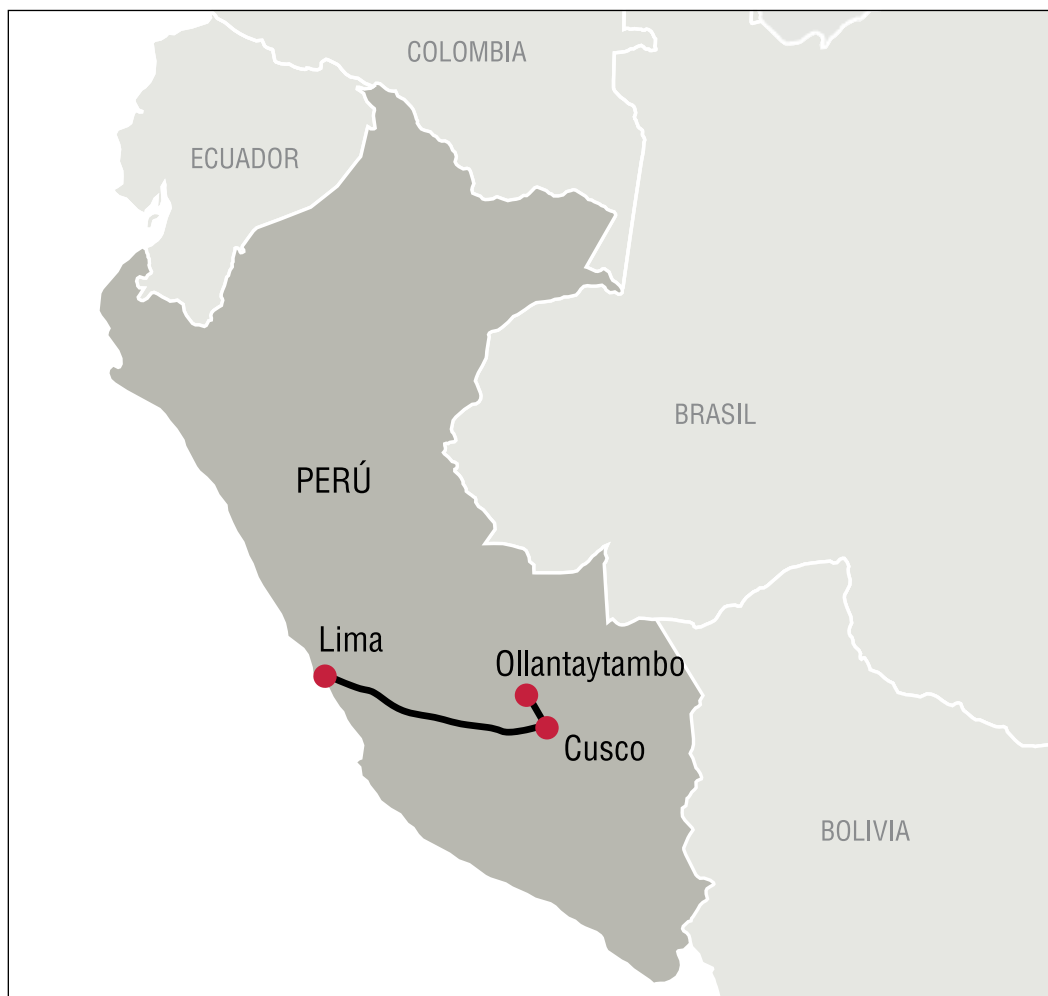 COLOMBIA
ECUADOR
BRASIL
PERÚ
Lima
Ollantaytambo
Cusco
BOLIVIA